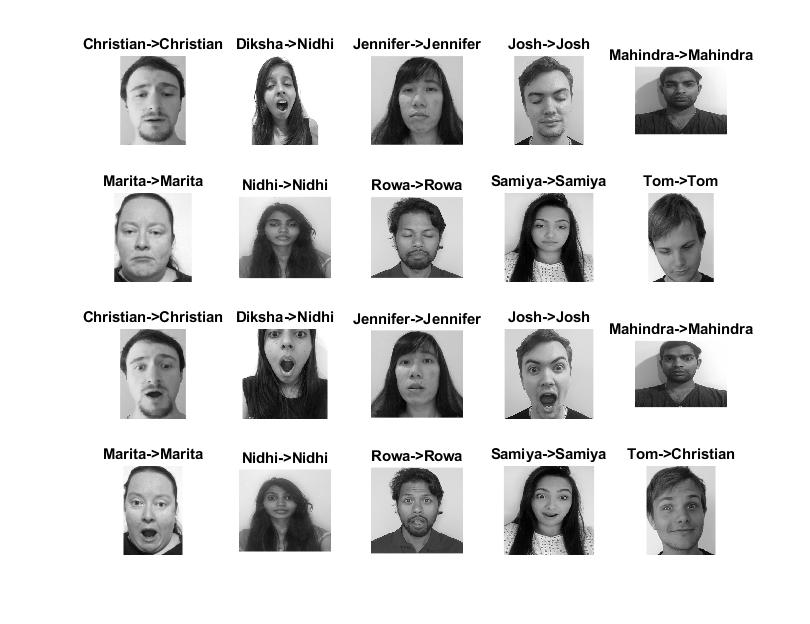 Christian->Christian Diksha->Nidhi Jennifer->Jennifer Josh->Josh Mahindra->Mahindra
Marita->Marita Nidhi->Nidhi Rowa->Rowa Samiya->Samiya Tom->Tom
Christian->Christian Diksha->Nidhi Jennifer->Jennifer Josh->Josh Mahindra->Mahindra
Marita->Marita Nidhi->Nidhi Rowa->Rowa Samiya->Samiya Tom->Christian